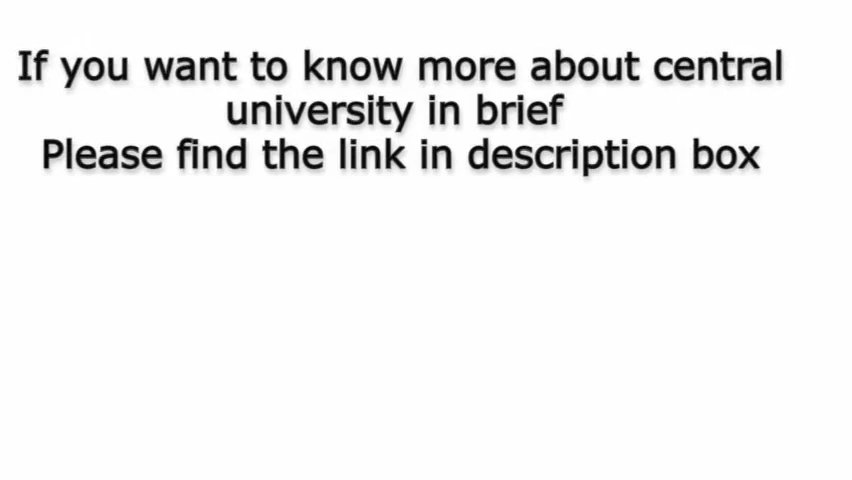 If you want to know more about central
university in brief
Please find the link in description box